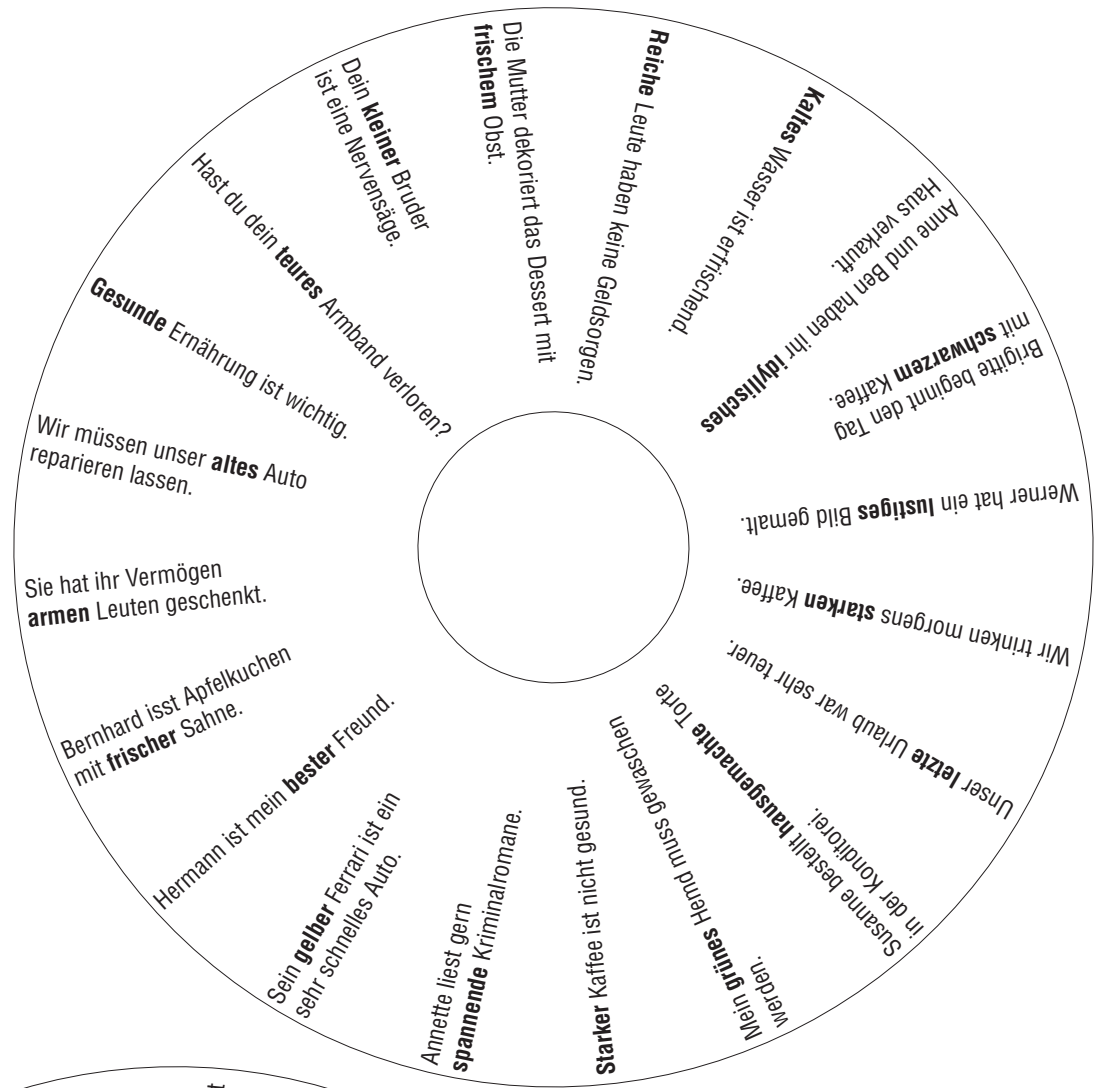 Reiche Leute haben keine Geldsorgen.
Kaltes Wasser ist erfrischend.
Anne und Ben haben ihr idyllisches
Haus verkauft.
Brigitte beginnt den Tag
mit schwarzem Kaffee.
Werner hat ein lustiges Bild gemalt.
Wir trinken morgens starken Kaffee.
Unser letzte Urlaub war sehr teuer.
Susanne bestellt hausgemachte Torte
in der Konditorei.
Mein grünes Hemd muss gewaschen
werden.
Starker Kaffee ist nicht gesund.
Annette liest gern
spannende Kriminalromane.
Sein gelber Ferrari ist ein
sehr schnelles Auto.
Hermann ist mein bester Freund.
Bernhard isst Apfelkuchen
mit frischer Sahne.
Sie hat ihr Vermögen
armen Leuten geschenkt.
Wir müssen unser altes Auto
reparieren lassen.
Gesunde Ernährung ist wichtig.
Hast du dein teures Armband verloren?
Dein kleiner Bruder
ist eine Nervensäge.
Die Mutter dekoriert das Dessert mit
frischem Obst.